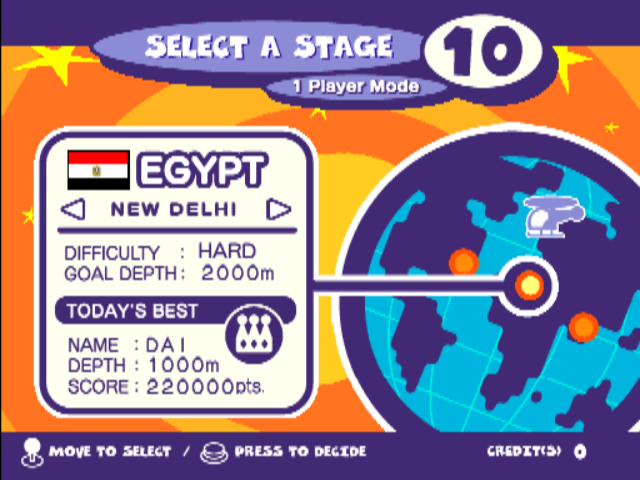 SELECT A STAGE
10
1 Player Mode
EGYPT
NEW DELHI
DIFFICULTY : HARD
GOAL DEPTH : 2000m
TODAY'S BEST
NAME : DAI
DEPTH : 1000m
SCORE : 220000pts.
MOVE TO SELECT / PRESS TO DECIDE
CREDIT(S) 0